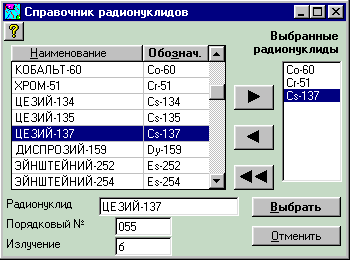 Справочник радионуклидов
?
Наименование Обознач.
КОБАЛЬТ-60 Co-60
ХРОМ-51 Cr-51
ЦЕЗИЙ-134 Cs-134
ЦЕЗИЙ-135 Cs-135
ЦЕЗИЙ-137 Cs-137
ДИСПРОЗИЙ-159 Dy-159
ЭЙНШТЕЙНИЙ-252 Es-252
ЭЙНШТЕЙНИЙ-254 Es-254
Выбранные
радионуклиды
Co-60
Cr-51
Cs-137
Радионуклид ЦЕЗИЙ-137
Порядковый № 055
Излучение б
Выбрать
Отменить